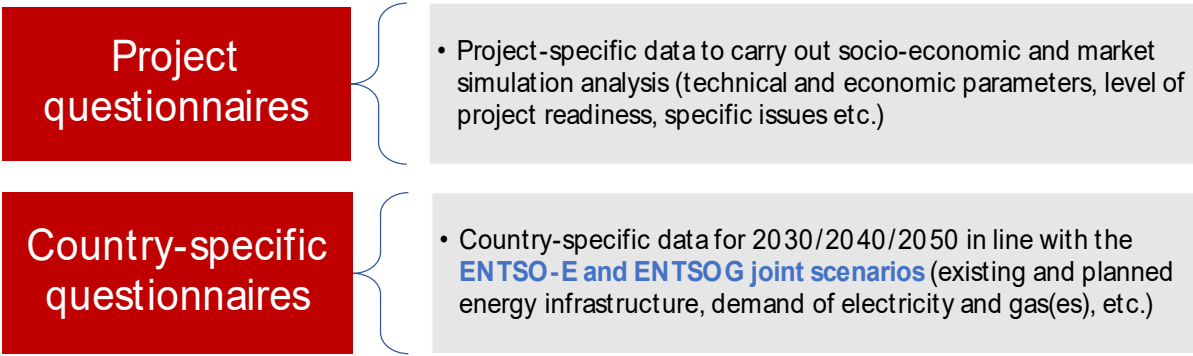 Project
questionnaires
• Project-specific data to carry out socio-economic and market
simulation analysis (technical and economic parameters, level of
project readiness, specific issues etc.)
Country-specific
questionnaires
• Country-specific data for 2030/2040/2050 in line with the
ENTSO-E and ENTSOG joint scenarios (existing and planned
energy infrastructure, demand of electricity and gas(es), etc.)